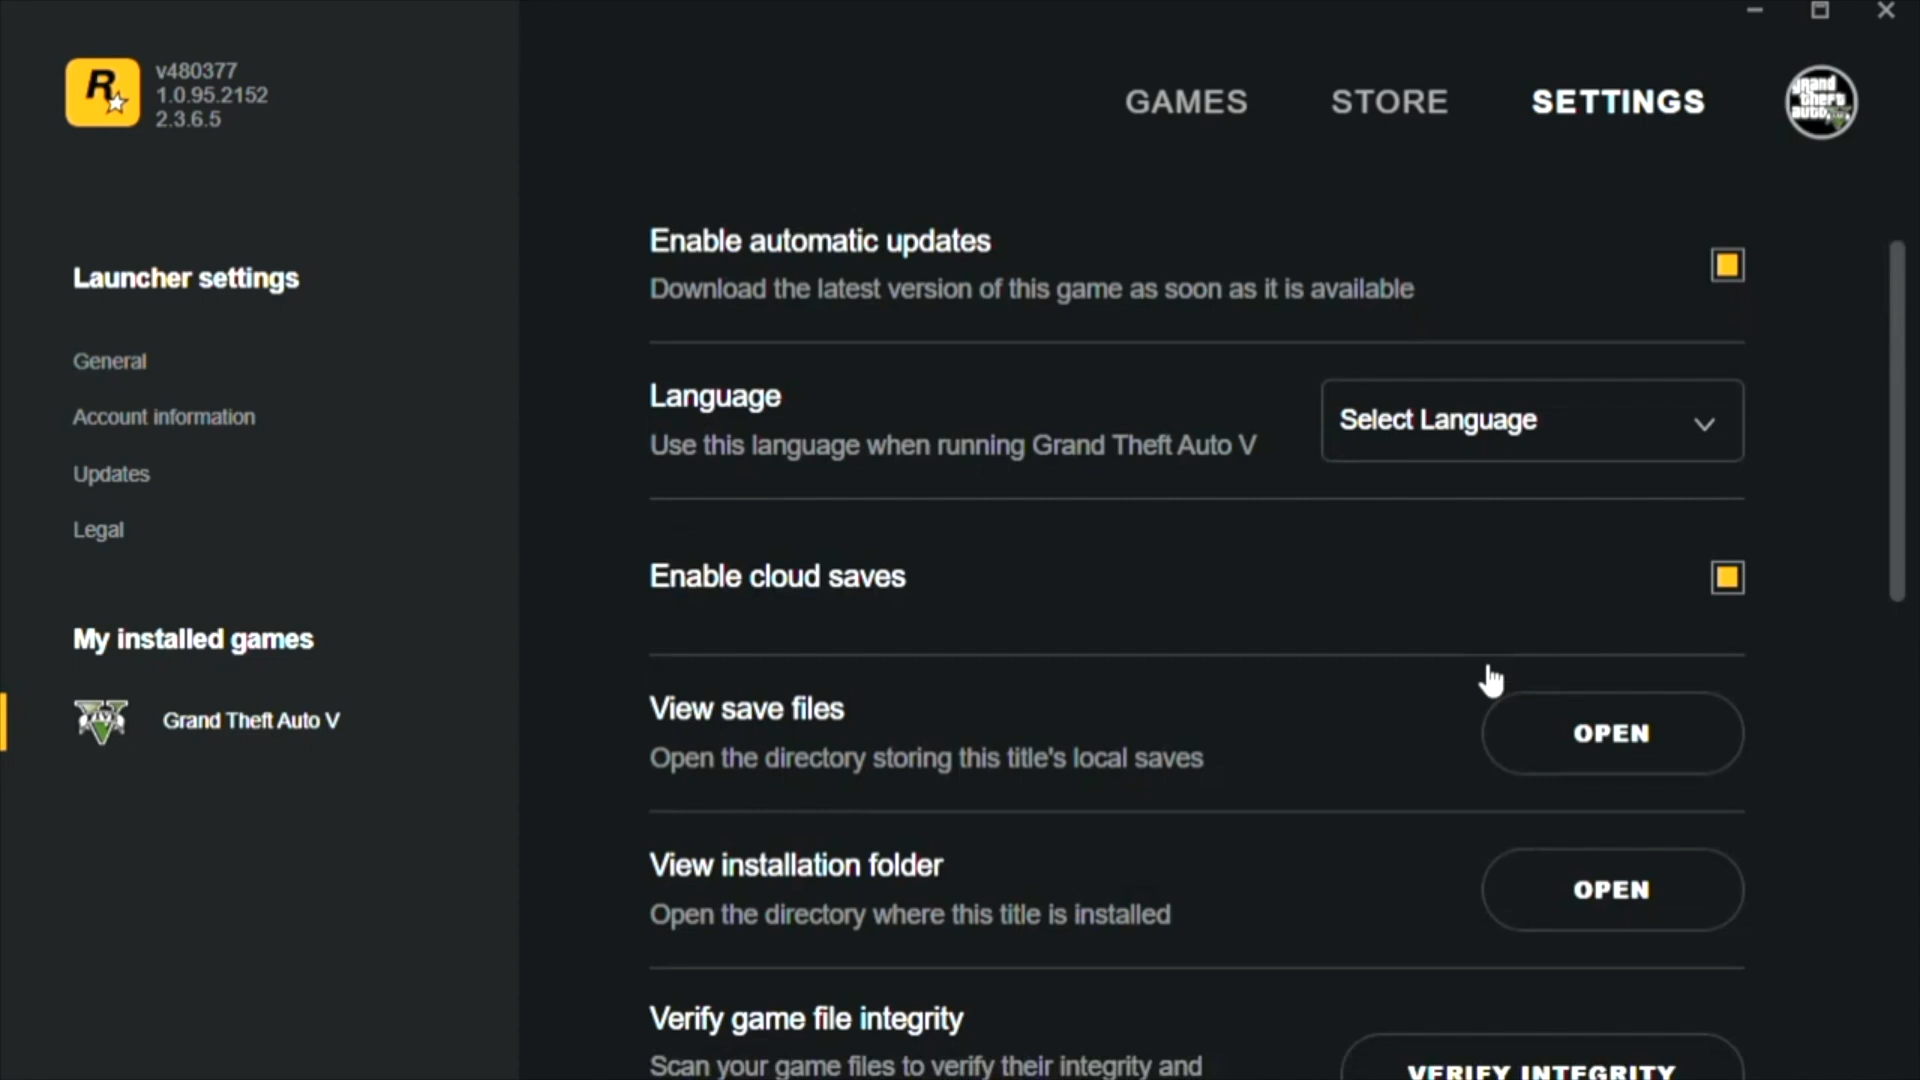 v480377
1.0.95.2152
2.3.6.5
GAMES
STORE
SETTINGS
grand
theft
auto
Launcher settings
General
Account information
Updates
Legal
My installed games
Grand Theft Auto V
Enable automatic updates
Download the latest version of this game as soon as it is available
Language
Use this language when running Grand Theft Auto V
Select Language
Enable cloud saves
View save files
Open the directory storing this title's local saves
OPEN
View installation folder
Open the directory where this title is installed
OPEN
Verify game file integrity
Scan your game files to verify their integrity and
VERIFY INTEGRITY